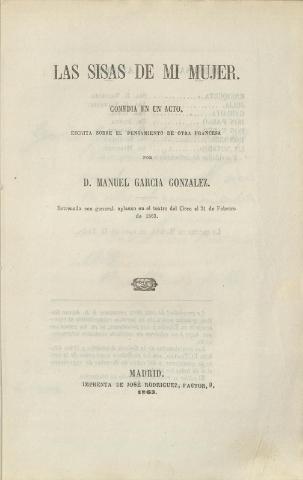 LAS SISAS DE MI MUJER.
COMEDIA EN UN ACTO,
ESCRITA SOBRE EL PENSAMIENTO DE OTRA FRANCESA
POR
D. MANUEL GARCIA GONZALEZ.
Estrenada con general aplauso en el teatro del Circo el 21 de Febrero
de 1863.
MADRID.
IMPRENTA DE JOSÉ RODRIGUEZ, FACTOR, 9,
1863.